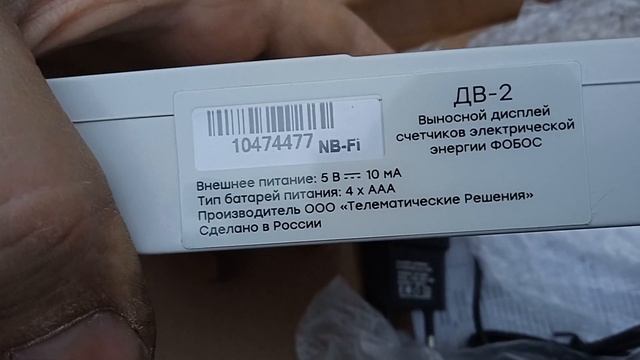 ДВ-2
Выносной дисплей
счетчиков электрической
энергии ФОБОС
10474477 NB-Fi
Внешнее питание: 5 В ⎓ 10 мА
Тип батарей питания: 4 x ААА
Производитель ООО «Телематические Решения»
Сделано в России